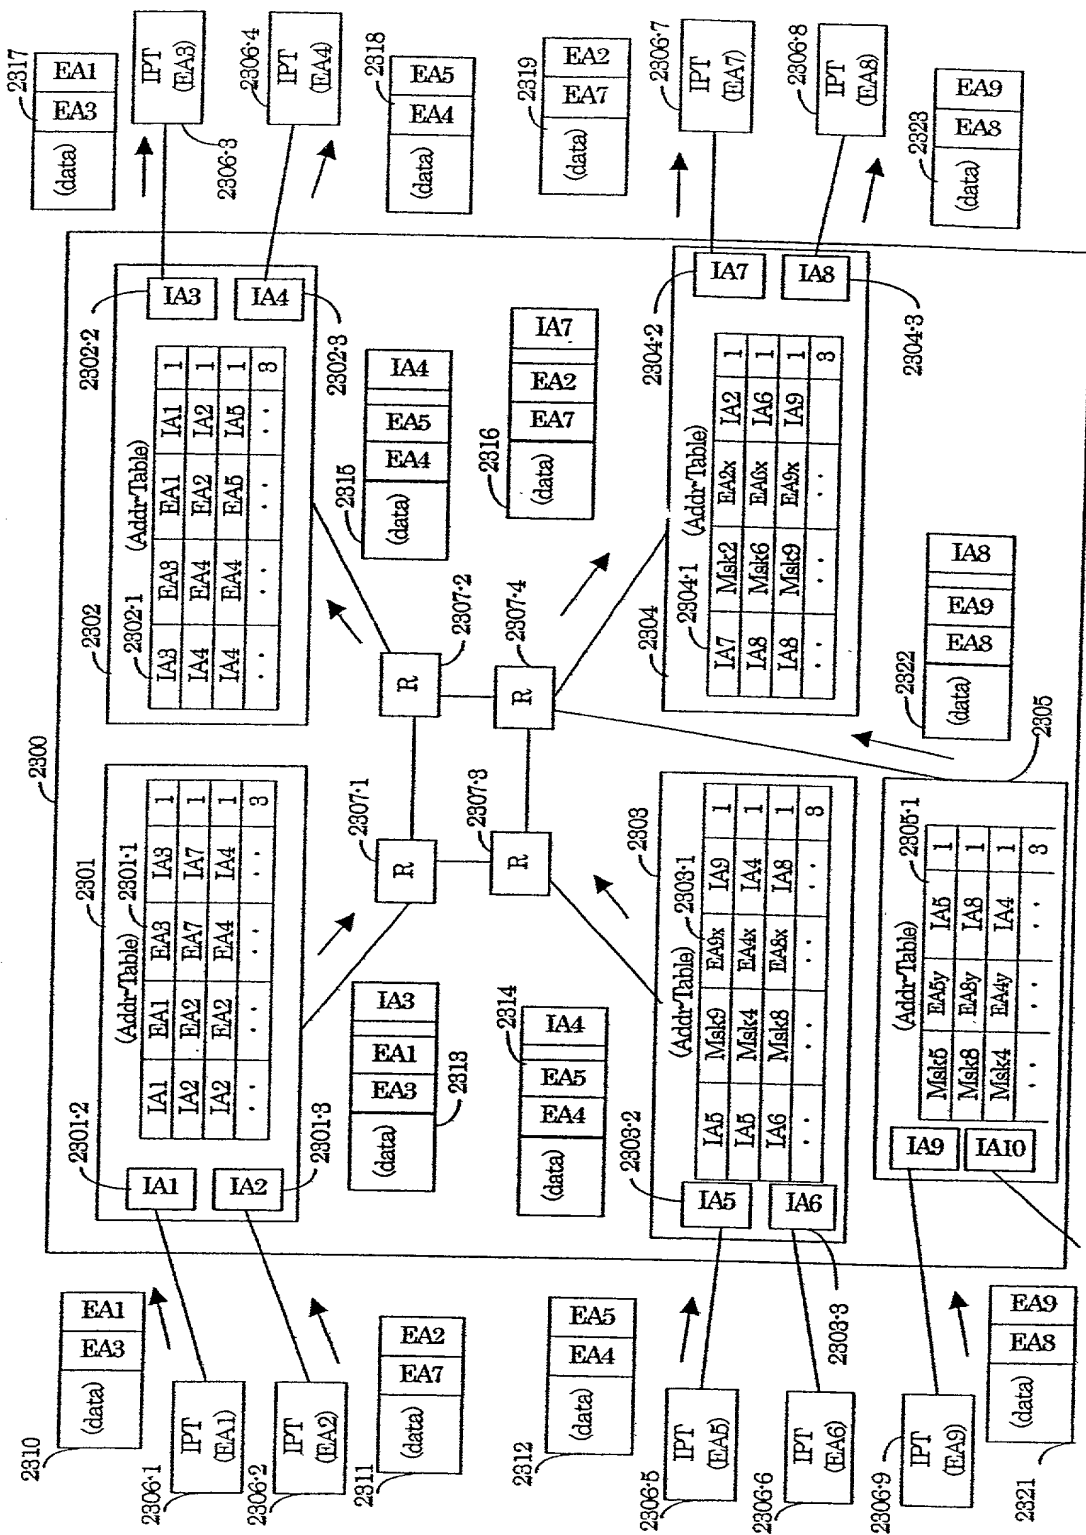 2300
2301
2301·1
(Addr-Table)
IA1 EA1 EA3 IA3 1
IA2 EA2 EA7 IA7 1
IA2 EA2 EA4 IA4 1
· · · · · · · · 3
2301·2
IA1
IA2
2301·3
2302
2302·1
(Addr-Table)
IA3 EA3 EA1 IA1 1
IA4 EA4 EA2 IA2 1
IA4 EA4 EA5 IA5 1
· · · · · · · · 3
2302·2
IA3
IA4
2302·3
2310
(data) EA3 EA1
2306·1
IPT
(EA1)
2306·2
IPT
(EA2)
2311
(data) EA7 EA2
2317
(data) EA3 EA1
IPT
(EA3)
2306·3
2306·4
IPT
(EA4)
2318
(data) EA4 EA5
2313
(data) EA3 EA1 IA3
2307·1
R
2307·2
R
2307·3
R
2307·4
R
2315
(data) EA4 EA5 IA4
2314
(data) EA4 EA5 IA4
2316
(data) EA7 EA2 IA7
2319
(data) EA7 EA2
2312
(data) EA4 EA5
2303
2303·1
(Addr-Table)
IA5 Msk9 EA9x IA9 1
IA5 Msk4 EA4x IA4 1
IA6 Msk8 EA8x IA8 1
· · · · · · · · 3
2303·2
IA5
IA6
2303·3
2306·5
IPT
(EA5)
2306·6
IPT
(EA6)
2304
2304·1
(Addr-Table)
IA7 Msk2 EA2x IA2 1
IA8 Msk6 EA6x IA6 1
IA8 Msk9 EA9x IA9 1
· · · · · · · · 3
2304·2
IA7
IA8
2304·3
2306·7
IPT
(EA7)
2306·8
IPT
(EA8)
2305
2305·1
(Addr-Table)
Msk5 EA5y IA5 1
Msk8 EA8y IA8 1
Msk4 EA4y IA4 1
· · · · · · 3
IA9
IA10
2306·9
IPT
(EA9)
2321
(data) EA8 EA9
2322
(data) EA8 EA9 IA8
2323
(data) EA8 EA9